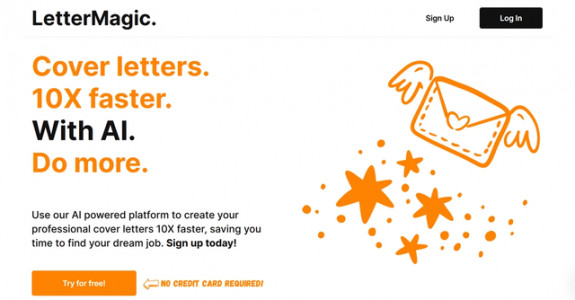 LetterMagic.
Sign Up
Log In
Cover letters.
10X faster.
With AI.
Do more.
Use our AI powered platform to create your
professional cover letters 10X faster, saving you
time to find your dream job. Sign up today!
Try for free!
NO CREDIT CARD REQUIRED!